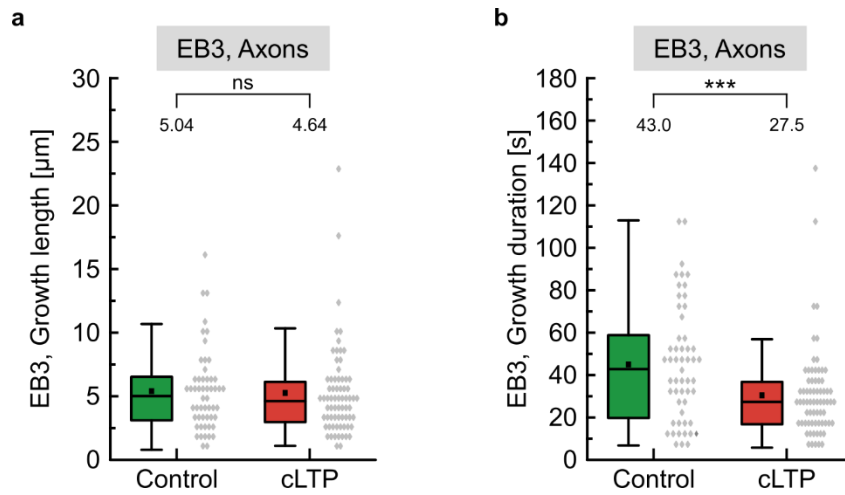 a
EB3, Axons
EB3, Growth length [µm]
30
25
20
15
10
5
0
ns
5.04 4.64
Control cLTP
b
EB3, Axons
EB3, Growth duration [s]
180
160
140
120
100
80
60
40
20
0
***
43.0 27.5
Control cLTP